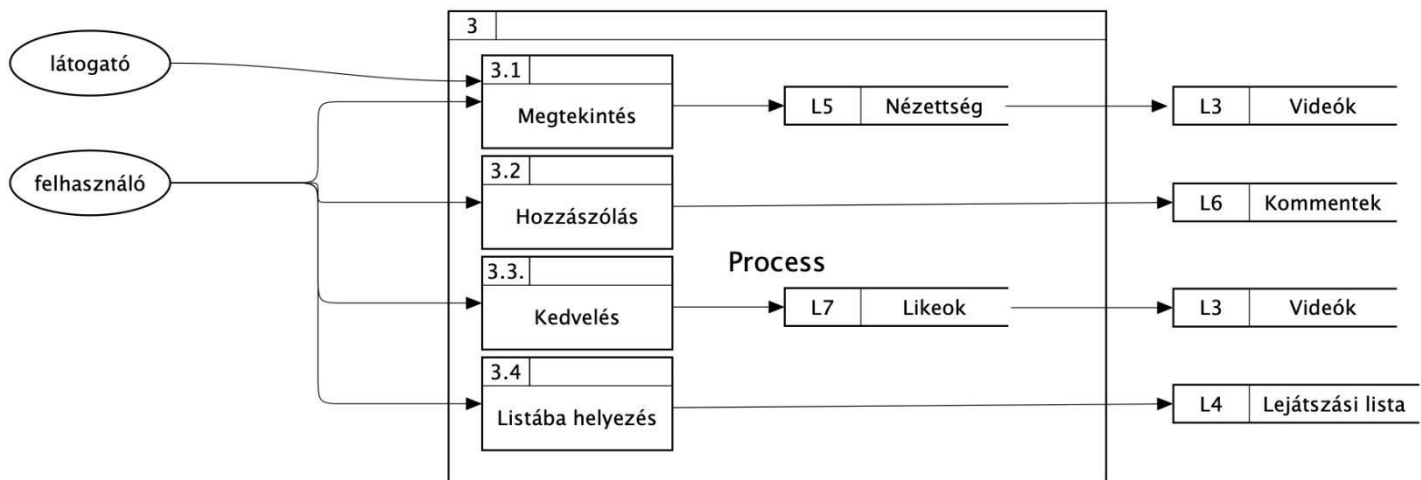 3
látogató
3.1
Megtekintés
L5 Nézettség
L3 Videók
felhasználó
3.2
Hozzászólás
L6 Kommentek
Process
3.3.
Kedvelés
L7 Likeok
L3 Videók
3.4
Listába helyezés
L4 Lejátszási lista